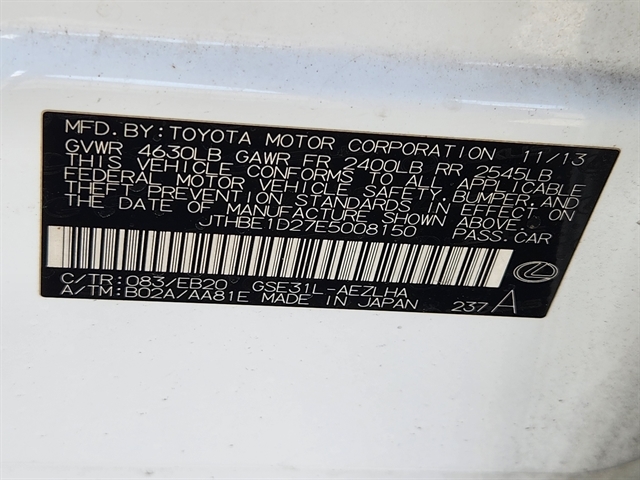 MFD. BY: TOYOTA MOTOR CORPORATION 11/13
GVWR 4630LB GAWR FR 2400LB RR 2545LB
THIS VEHICLE CONFORMS TO ALL APPLICABLE
FEDERAL MOTOR VEHICLE SAFETY, BUMPER, AND
THEFT PREVENTION STANDARDS IN EFFECT ON
THE DATE OF MANUFACTURE SHOWN ABOVE.
JTHBE1D27E5008150 PASS.CAR
C/TR: 083/EB20 GSE31L-AEZLHA
A/TM: B02A/AA81E MADE IN JAPAN 237 A